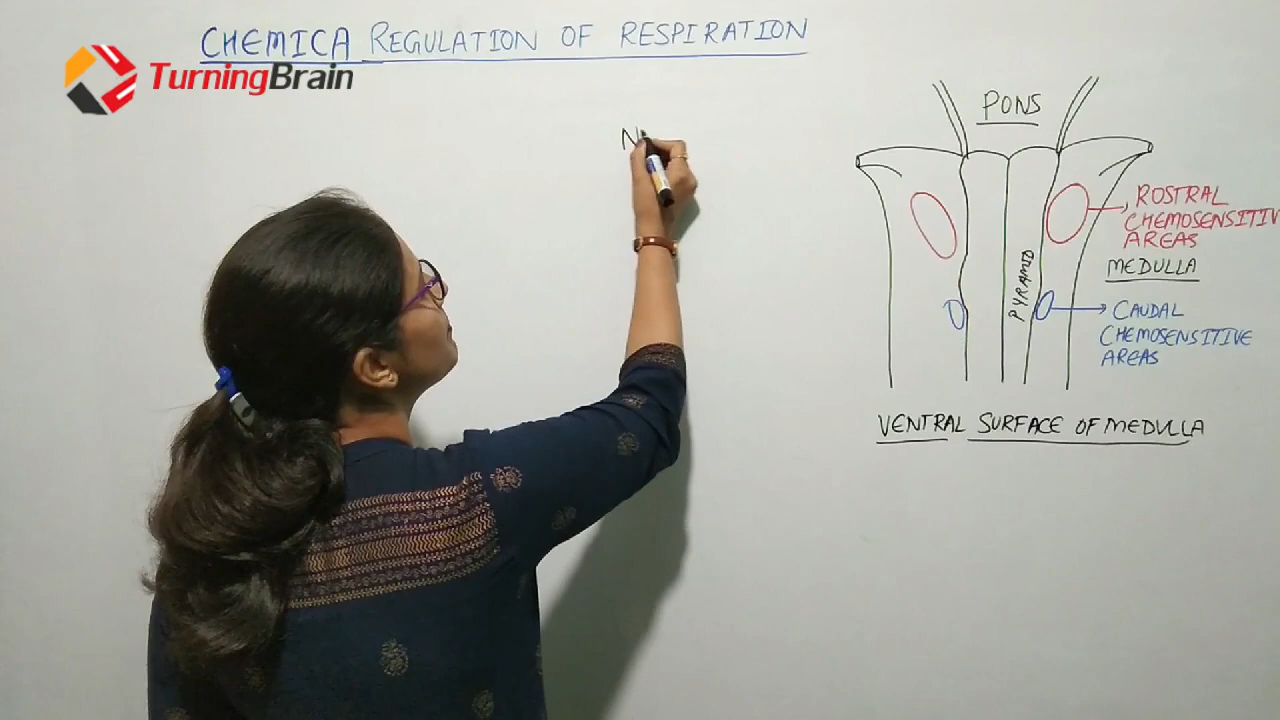 CHEMICA REGULATION OF RESPIRATION
TurningBrain
N
PONS
ROSTRAL
CHEMOSENSITIV
AREAS
MEDULLA
PYRAMID
CAUDAL
CHEMOSENSITIVE
AREAS
VENTRAL SURFACE OF MEDULLA